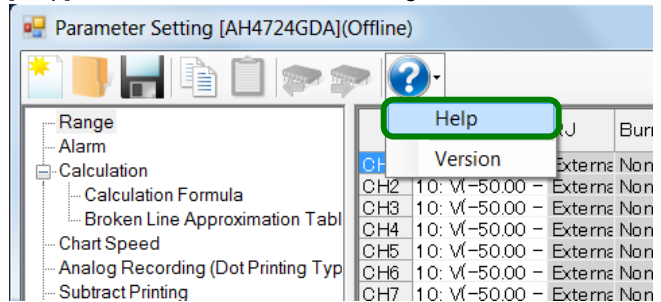 Parameter Setting [AH4724GDA](Offline)
Help
Version
Range
Alarm
Calculation
Calculation Formula
Broken Line Approximation Tabl
Chart Speed
Analog Recording (Dot Printing Typ
Subtract Printing
RJ Burn
CH Externa Non
CH2 10: V(-50.00 - Externa Non
CH3 10: V(-50.00 - Externa Non
CH4 10: V(-50.00 - Externa Non
CH5 10: V(-50.00 - Externa Non
CH6 10: V(-50.00 - Externa Non
CH7 10: V(-50.00 - Externa Non